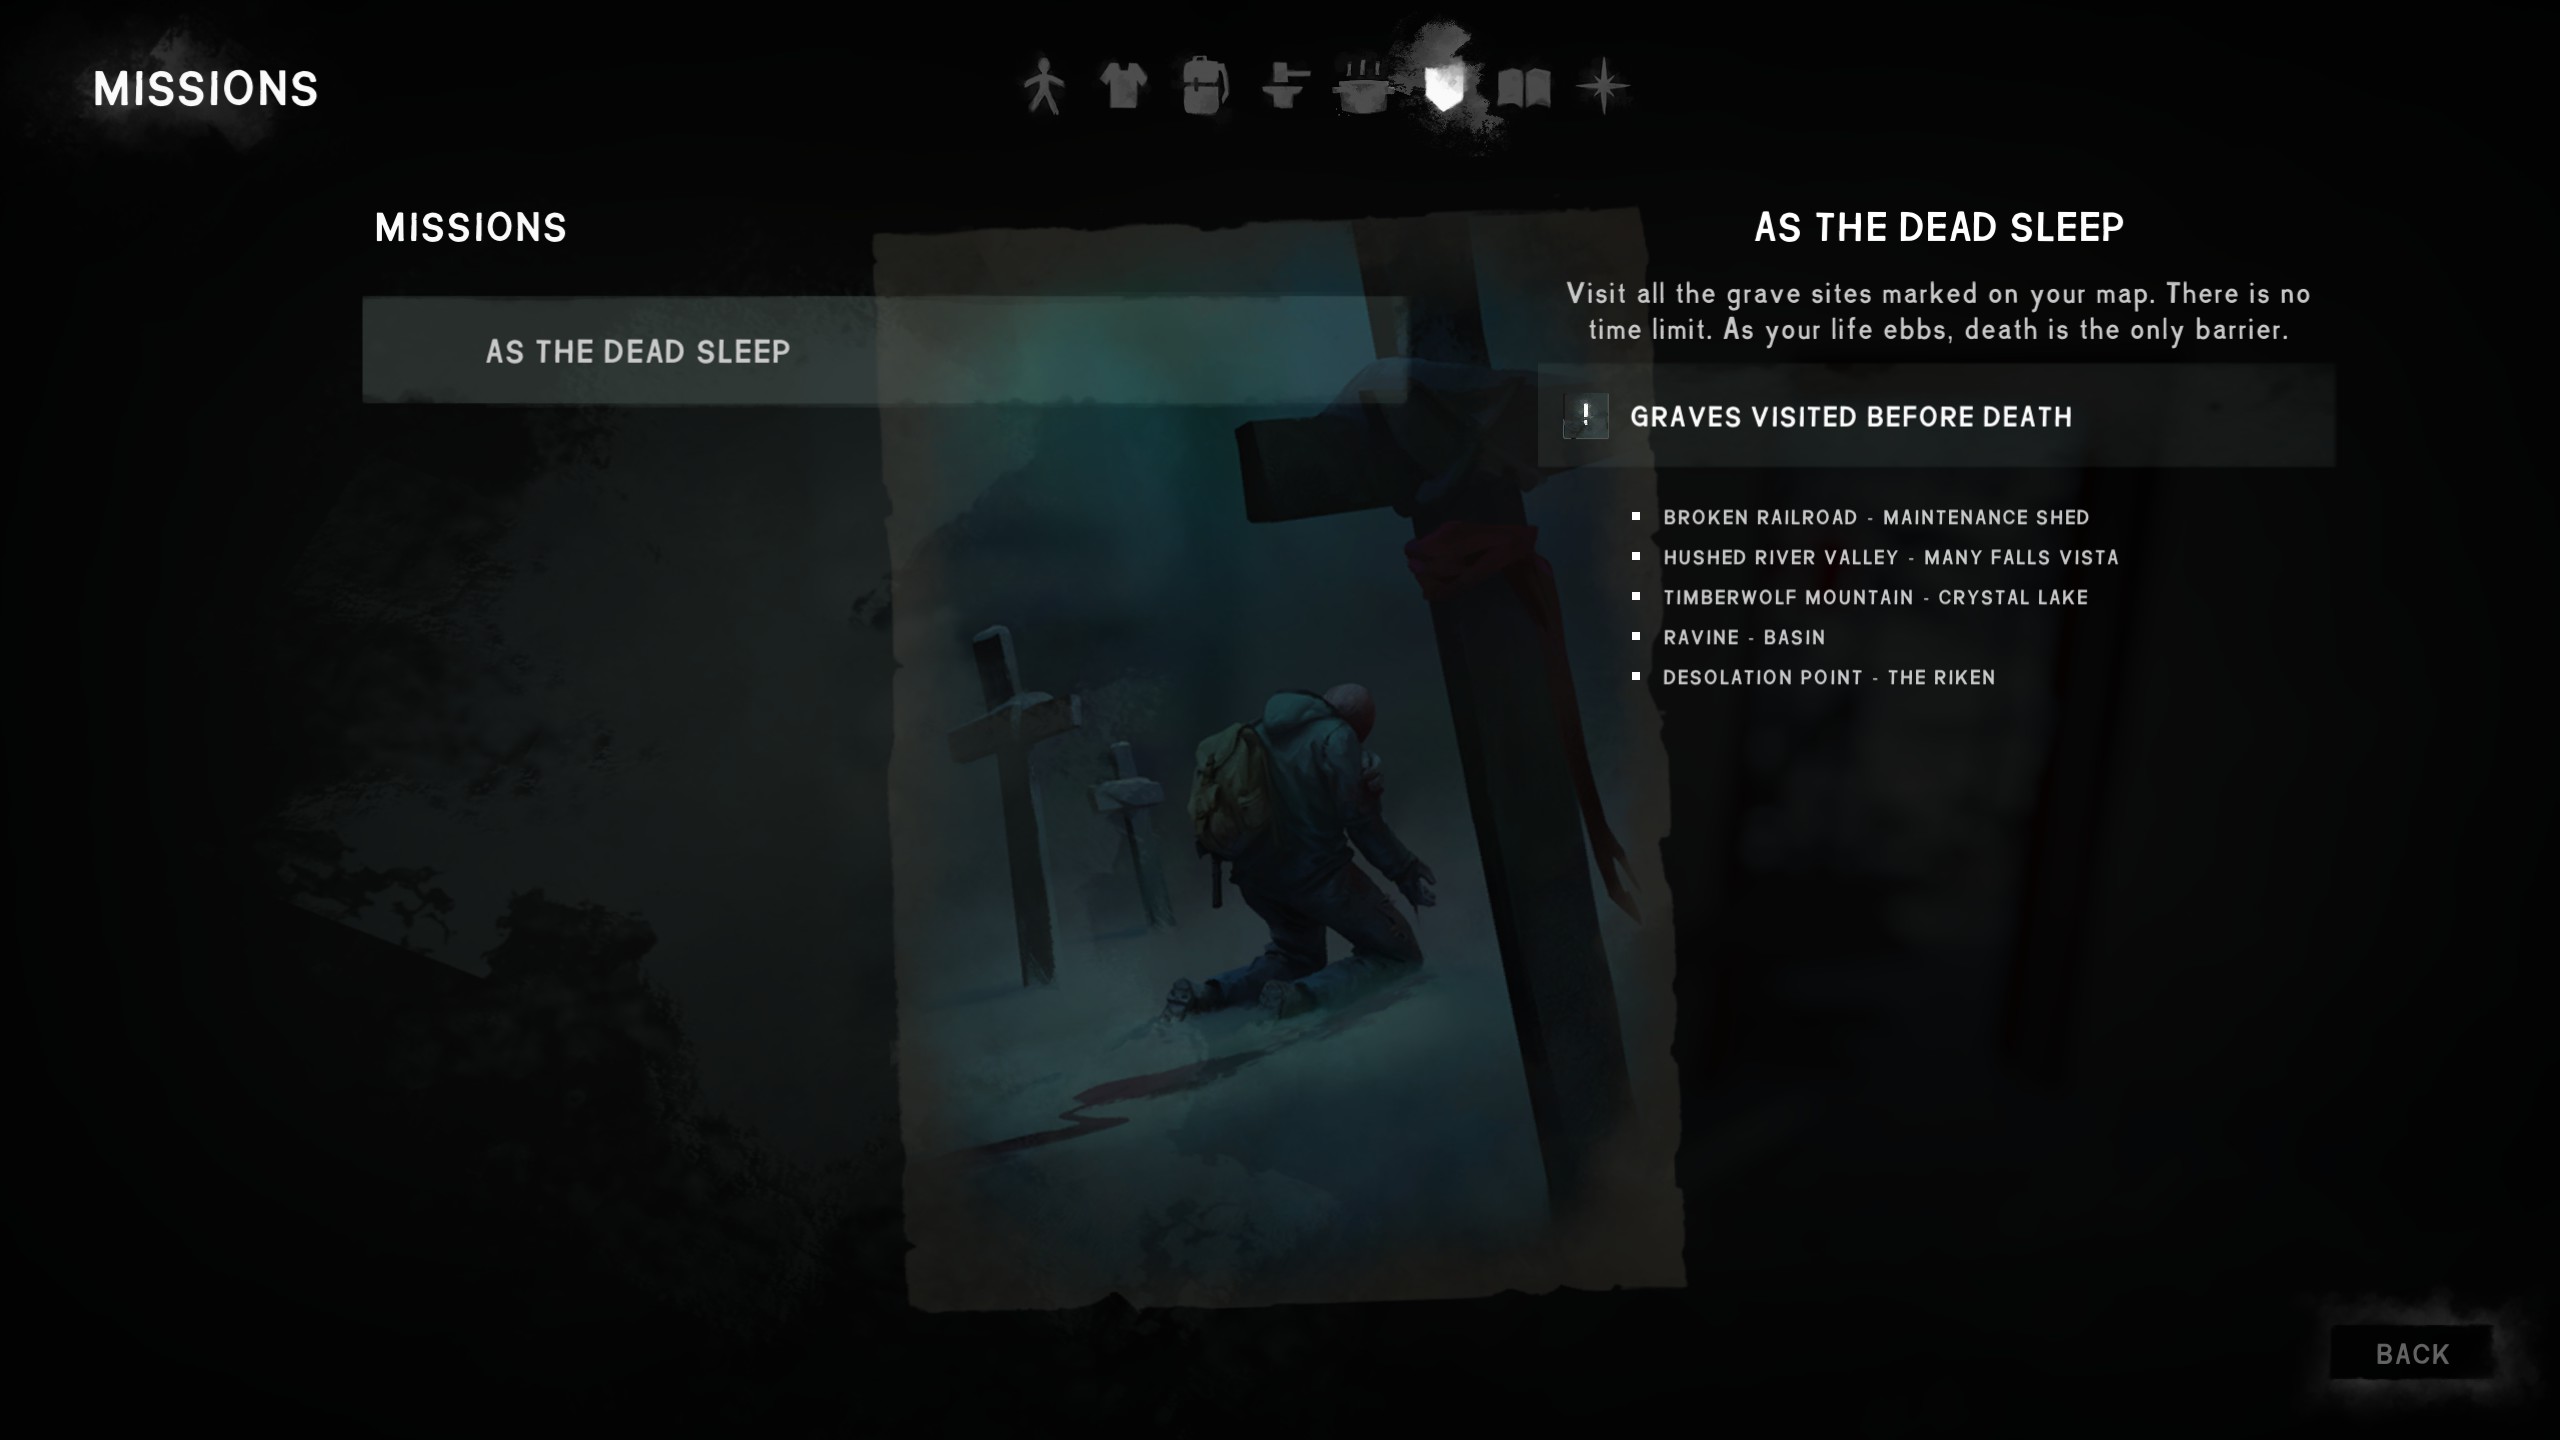 MISSIONS
MISSIONS
AS THE DEAD SLEEP
AS THE DEAD SLEEP
Visit all the grave sites marked on your map. There is no
time limit. As your life ebbs, death is the only barrier.
! GRAVES VISITED BEFORE DEATH
BROKEN RAILROAD - MAINTENANCE SHED
HUSHED RIVER VALLEY - MANY FALLS VISTA
TIMBERWOLF MOUNTAIN - CRYSTAL LAKE
RAVINE - BASIN
DESOLATION POINT - THE RIKEN
BACK